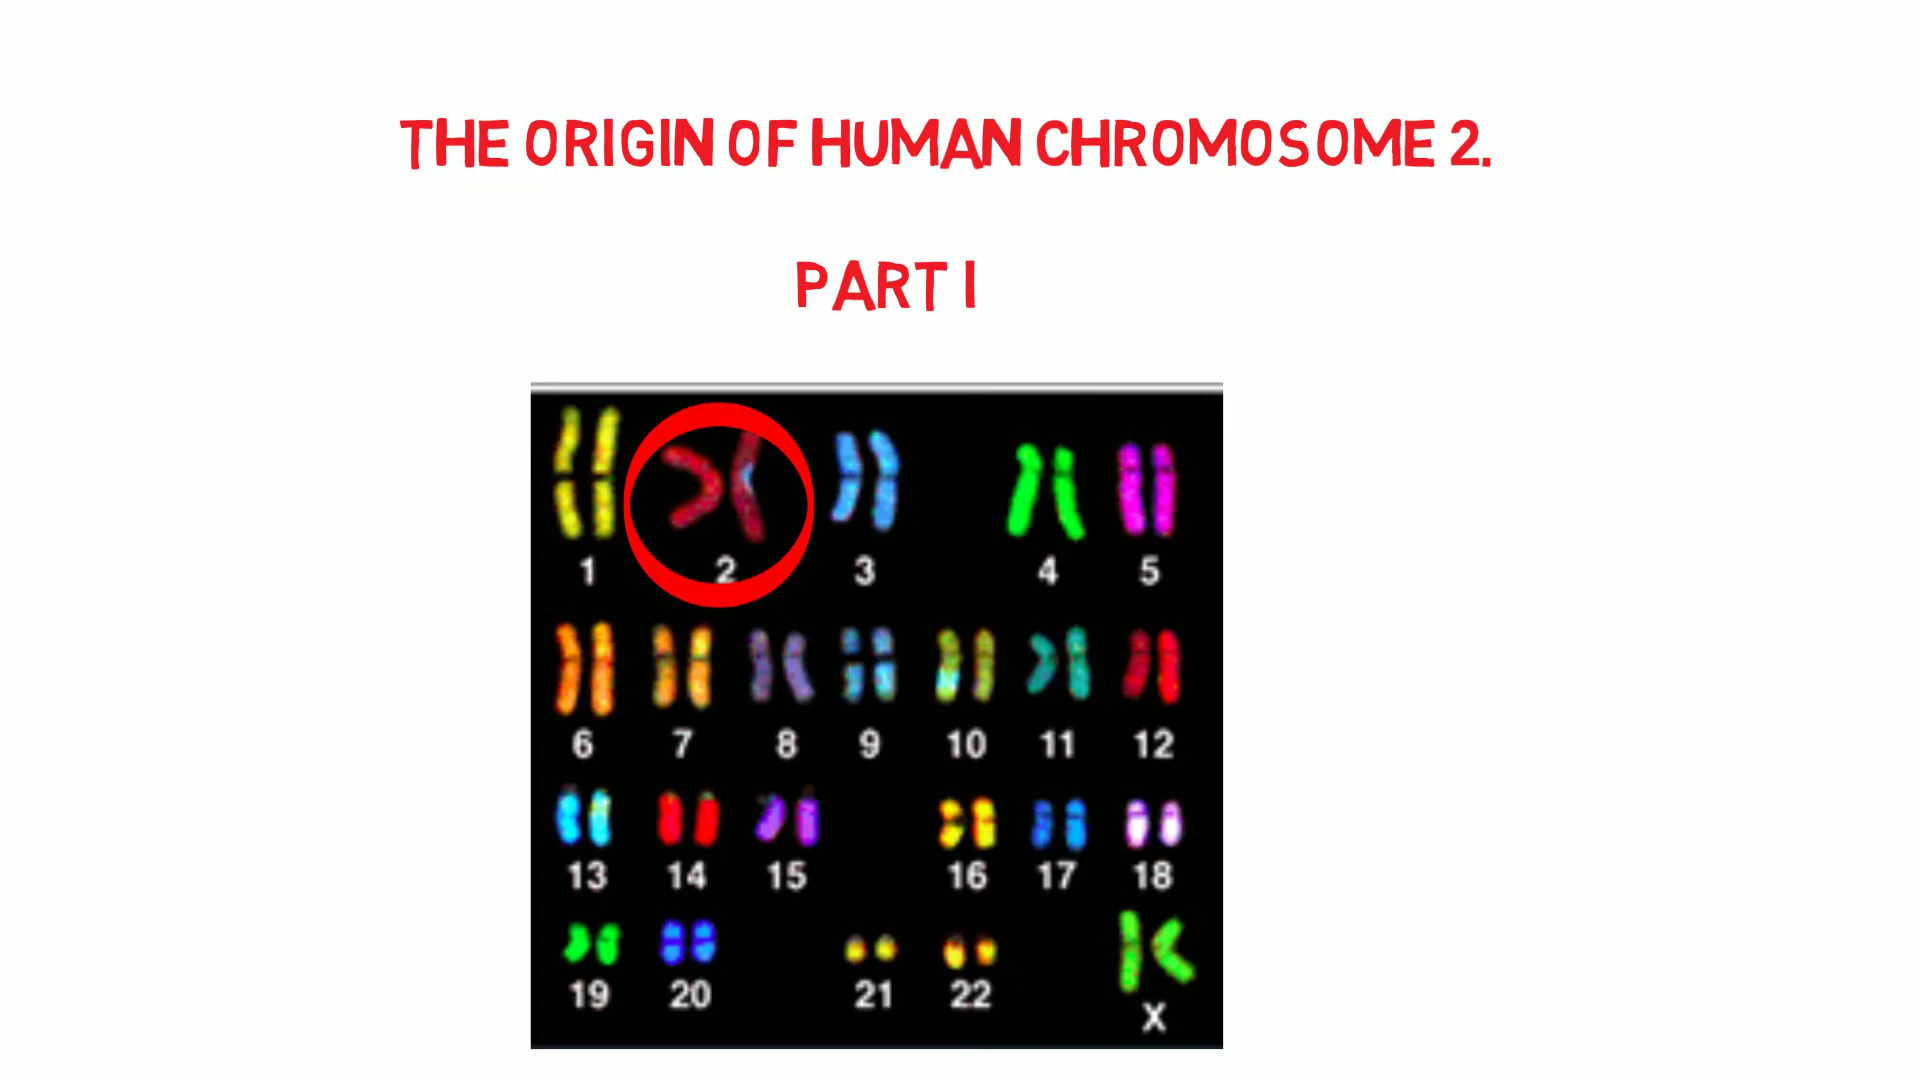 THE ORIGIN OF HUMAN CHROMOSOME 2.
PART I
1 2 3 4 5
6 7 8 9 10 11 12
13 14 15 16 17 18
19 20 21 22 X